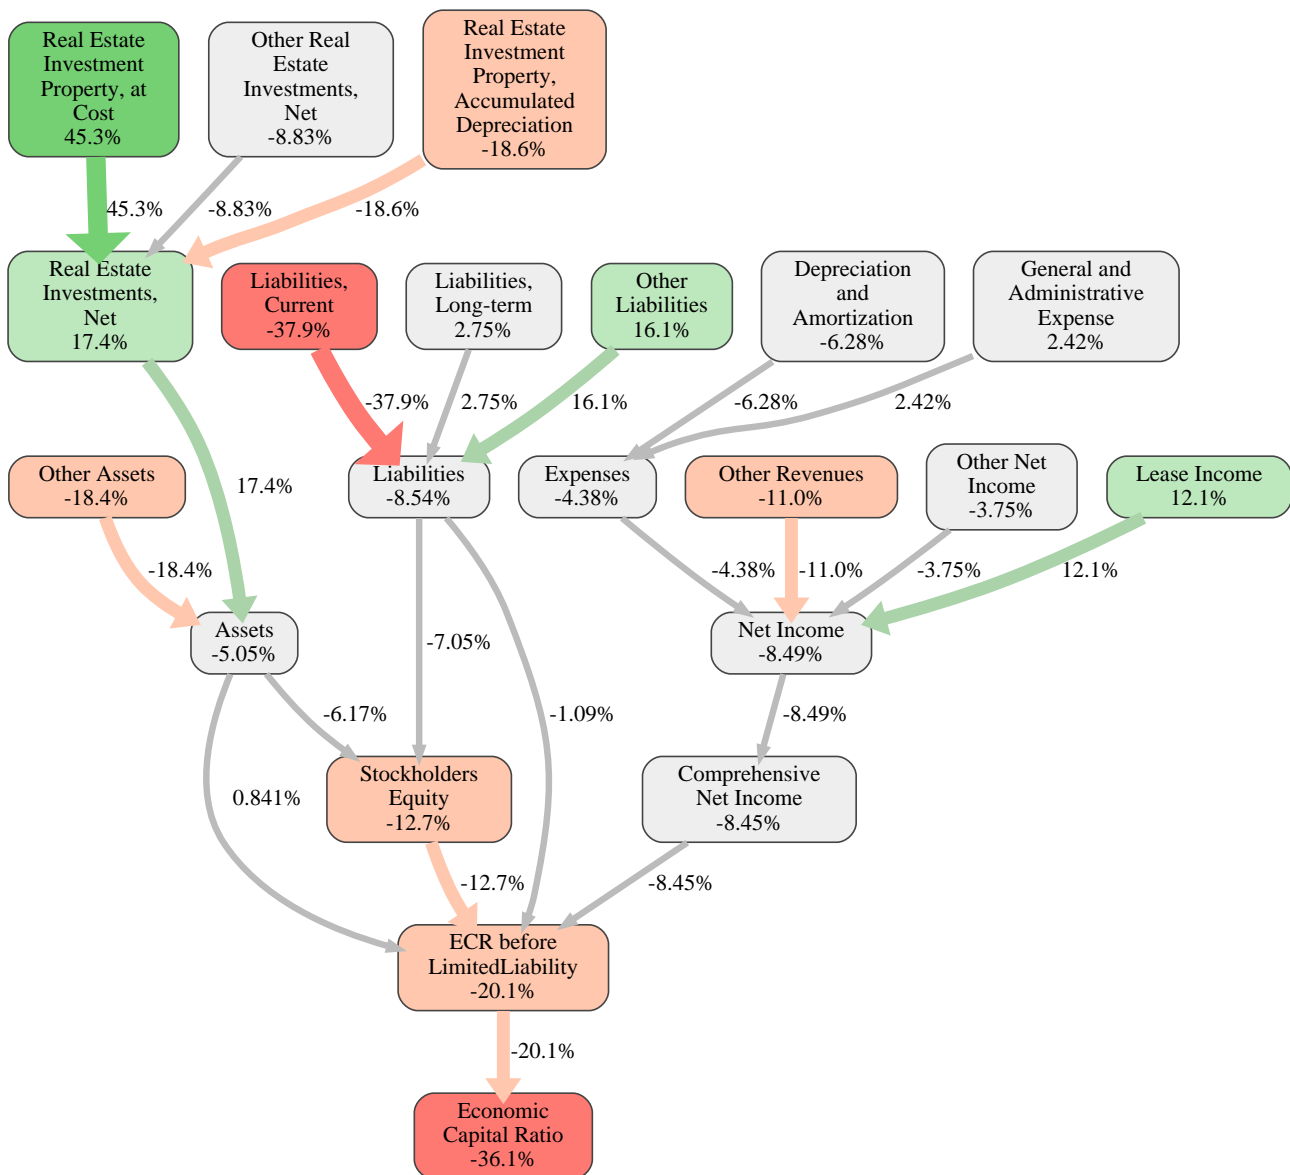 Real Estate
Investment
Property, at
Cost
45.3%
Other Real
Estate
Investments,
Net
-8.83%
Real Estate
Investment
Property,
Accumulated
Depreciation
-18.6%
45.3%
-8.83%
-18.6%
Real Estate
Investments,
Net
17.4%
Liabilities,
Current
-37.9%
Liabilities,
Long-term
2.75%
Other
Liabilities
16.1%
Depreciation
and
Amortization
-6.28%
General and
Administrative
Expense
2.42%
-37.9%
2.75%
16.1%
-6.28%
2.42%
Other Assets
-18.4%
17.4%
Liabilities
-8.54%
Expenses
-4.38%
Other Revenues
-11.0%
Other Net
Income
-3.75%
Lease Income
12.1%
-18.4%
-4.38%
-11.0%
-3.75%
12.1%
Assets
-5.05%
-7.05%
Net Income
-8.49%
-6.17%
-1.09%
-8.49%
0.841%
Stockholders
Equity
-12.7%
Comprehensive
Net Income
-8.45%
-12.7%
-8.45%
ECR before
LimitedLiability
-20.1%
-20.1%
Economic
Capital Ratio
-36.1%